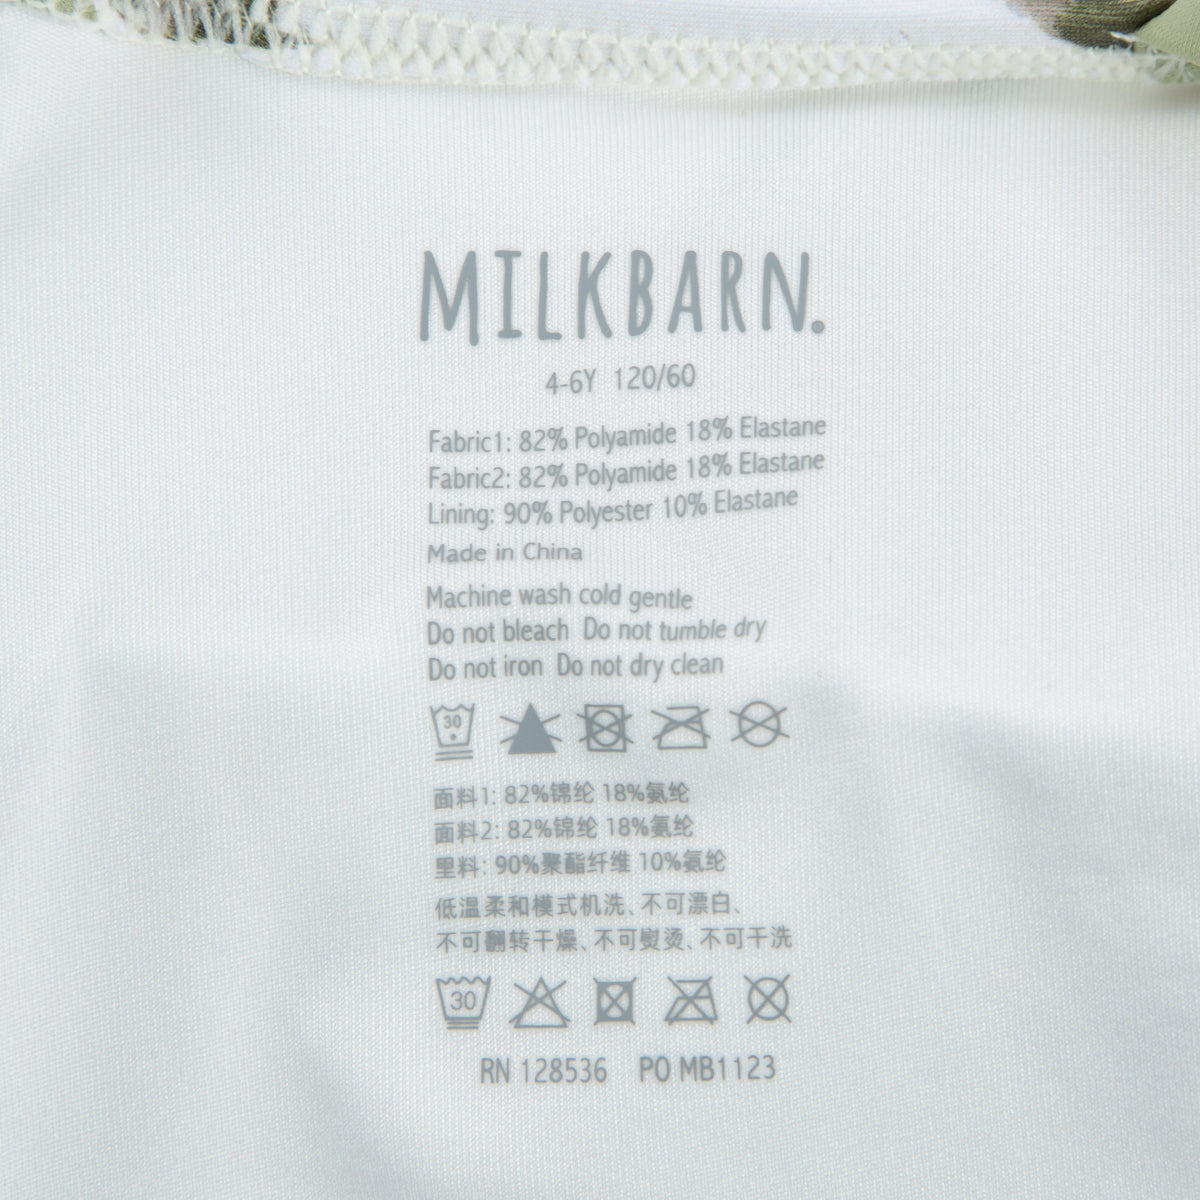 MILKBARN.
4-6Y 120/60
Fabric1: 82% Polyamide 18% Elastane
Fabric2: 82% Polyamide 18% Elastane
Lining: 90% Polyester 10% Elastane
Made in China
Machine wash cold gentle
Do not bleach Do not tumble dry
Do not iron Do not dry clean
30
面料1: 82%锦纶 18%氨纶
面料2: 82%锦纶 18%氨纶
里料: 90%聚酯纤维 10%氨纶
低温柔和模式机洗、不可漂白、
不可翻转干燥、不可熨烫、不可干洗
30
RN 128536 PO MB1123